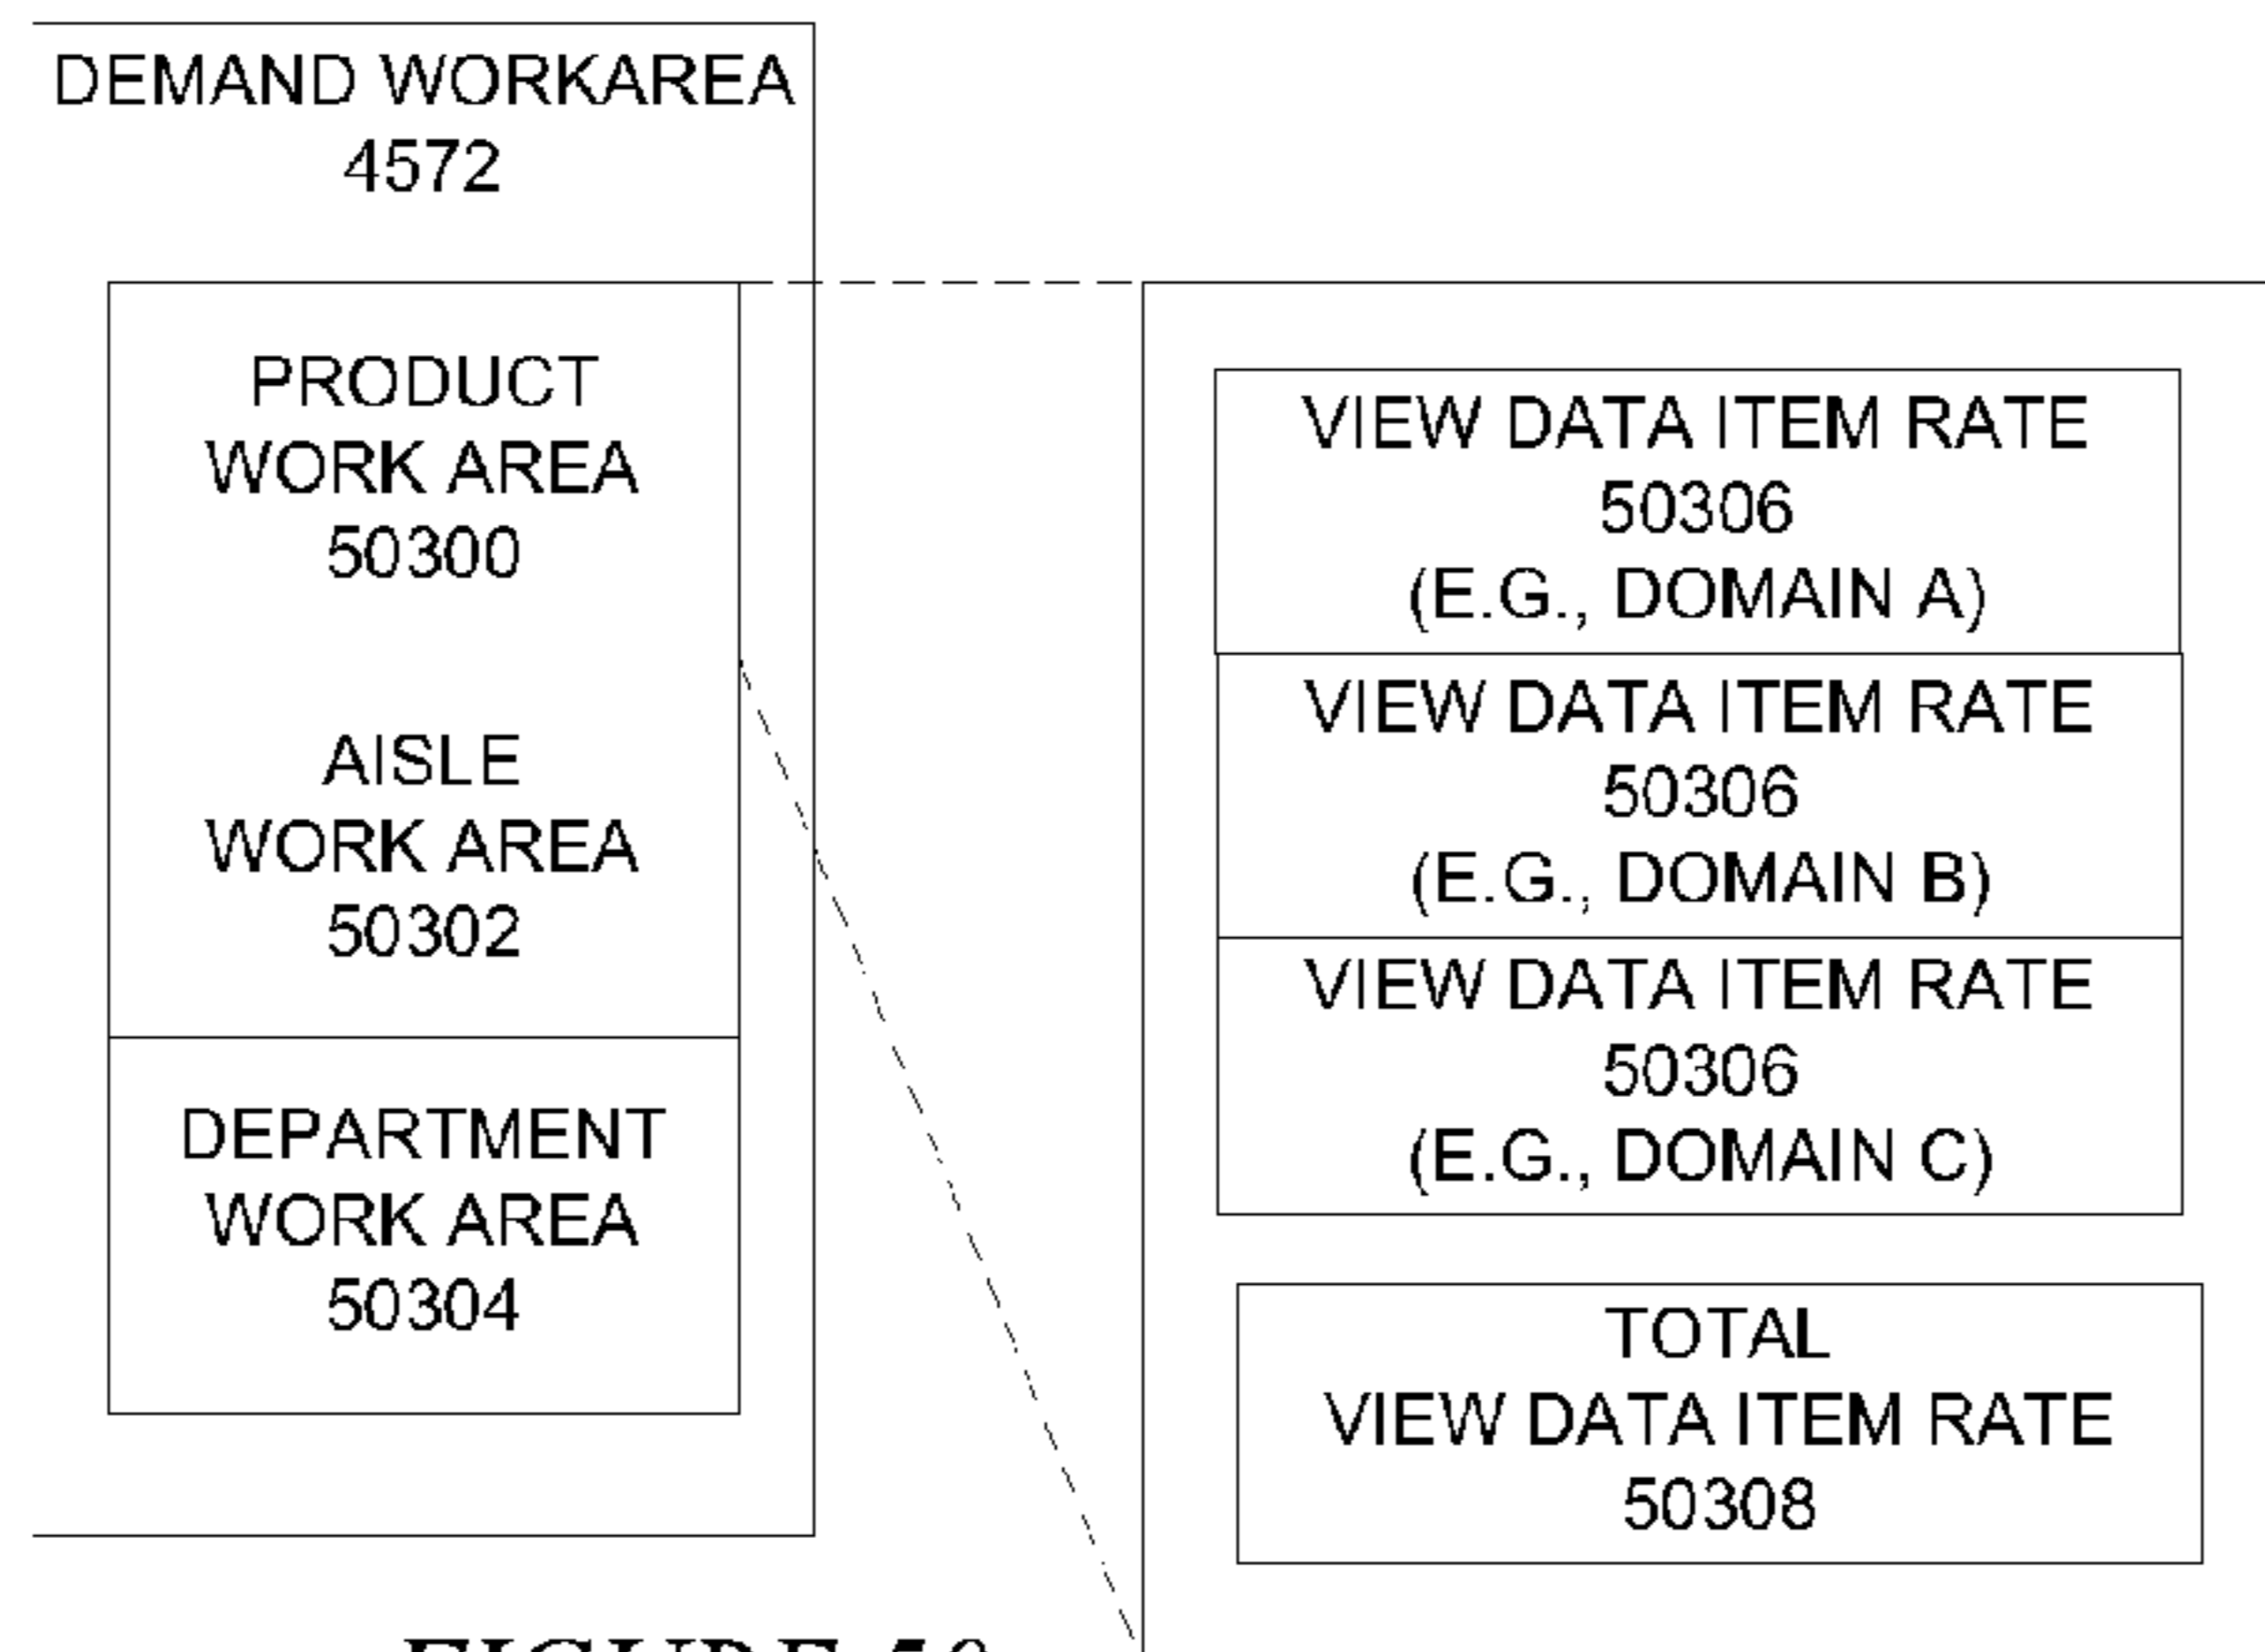 DEMAND WORKAREA
4572
PRODUCT
WORK AREA
50300
AISLE
WORK AREA
50302
DEPARTMENT
WORK AREA
50304
VIEW DATA ITEM RATE
50306
(E.G., DOMAIN A)
VIEW DATA ITEM RATE
50306
(E.G., DOMAIN B)
VIEW DATA ITEM RATE
50306
(E.G., DOMAIN C)
TOTAL
VIEW DATA ITEM RATE
50308
FIGURE